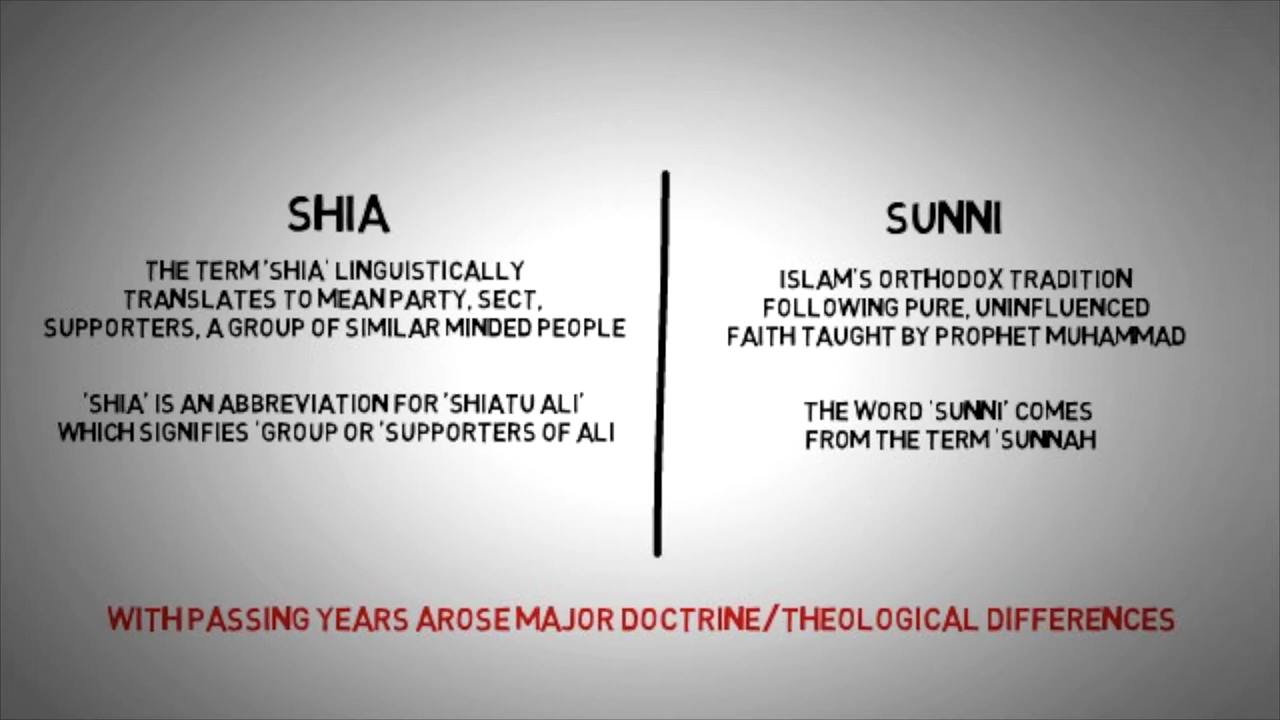 SHIA
THE TERM 'SHIA' LINGUISTICALLY
TRANSLATES TO MEAN PARTY, SECT,
SUPPORTERS, A GROUP OF SIMILAR MINDED PEOPLE
'SHIA' IS AN ABBREVIATION FOR 'SHIATU ALI'
WHICH SIGNIFIES 'GROUP OR 'SUPPORTERS OF ALI
SUNNI
ISLAM'S ORTHODOX TRADITION
FOLLOWING PURE, UNINFLUENCED
FAITH TAUGHT BY PROPHET MUHAMMAD
THE WORD 'SUNNI' COMES
FROM THE TERM 'SUNNAH
WITH PASSING YEARS AROSE MAJOR DOCTRINE/THEOLOGICAL DIFFERENCES